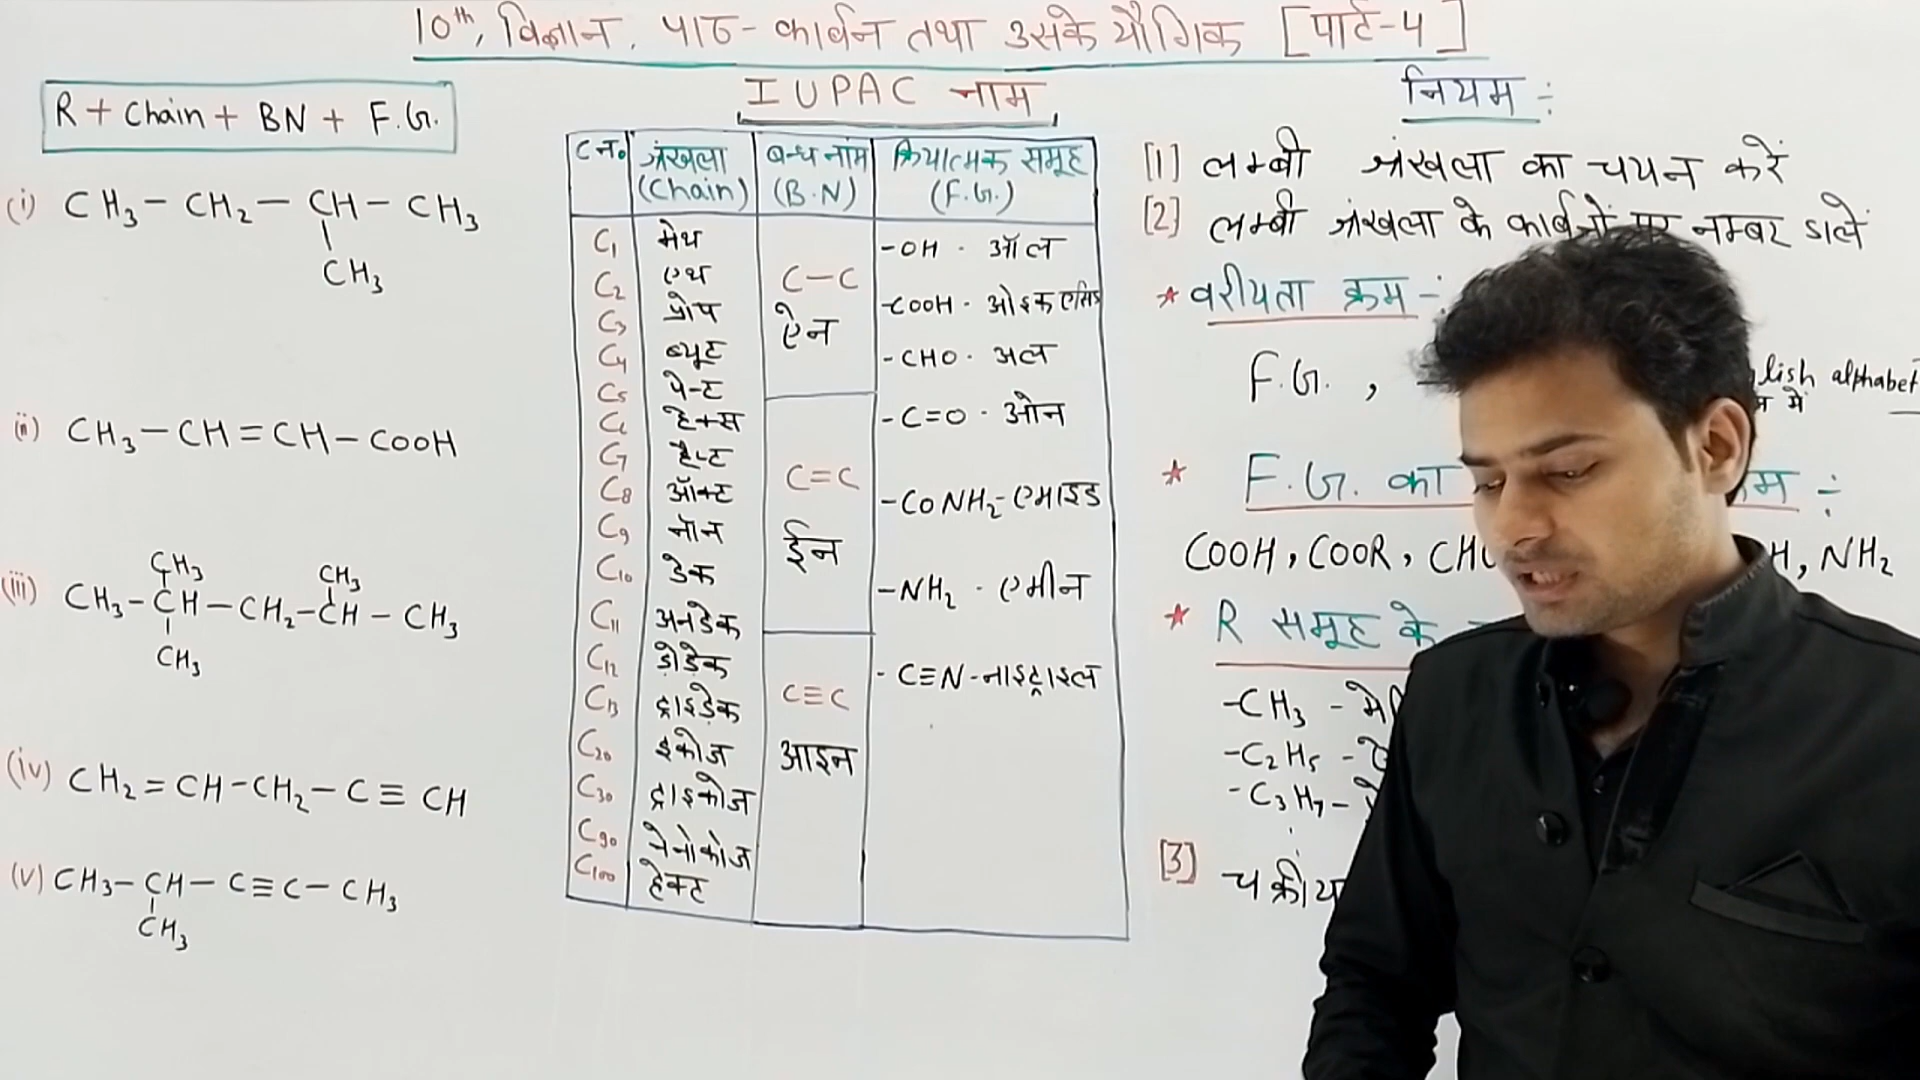 10th, विज्ञान. पाठ- कार्बन तथा उसके यौगिक [पार्ट-4]
IUPAC नाम
R + Chain + BN + F.G.
(i) CH3 – CH2 – CH – CH3
CH3
(ii) CH3 – CH = CH – COOH
CH3 CH3
(iii) CH3 – CH – CH2 – CH – CH3
CH3
(iv) CH2 = CH – CH2 – C ≡ CH
(v) CH3 – CH – C ≡ C – CH3
CH3
C न० श्रंखला (Chain) बन्ध नाम (B.N) क्रियात्मक समूह (F.G.)
C1 मेथ
C2 एथ
C3 प्रोप
C4 ब्यूट
C5 पेन्ट
C6 हैक्स
C7 हैप्ट
C8 ऑक्ट
C9 नॉन
C10 डेक
C11 अनडेक
C12 डोडेक
C13 ट्राइडेक
C20 इकोज
C30 ट्राइकोज
C90 नेनोकोज
C100 हेक्ट
C–C
ऐन
C=C
ईन
C≡C
आइन
-OH · ऑल
-COOH · ओइक एसिड
-CHO · अल
-C=O · ओन
-CONH2 - एमाइड
-NH2 · एमीन
- C≡N - नाइट्राइल
नियम :-
[1] लम्बी श्रंखला का चयन करें
[2] लम्बी श्रंखला के कार्बनों पर नम्बर डालें
* वरीयता क्रम -:
F.G. , lish alphabet
में
* F.G. का म :-
COOH, COOR, CH H, NH2
* R समूह के
-CH3 - मे
-C2H5 -
-C3H7 -
[3] चक्रीय